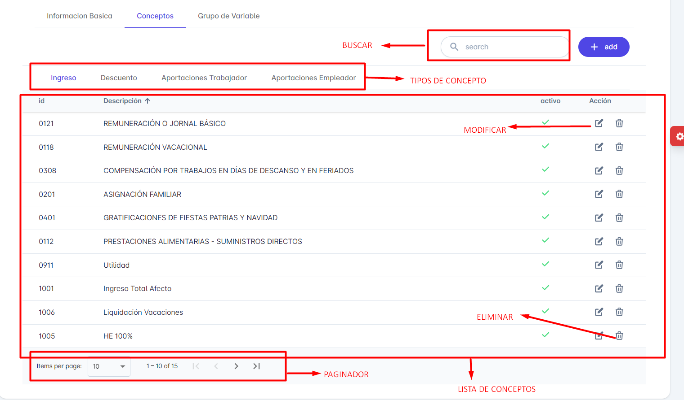 Informacion Basica Conceptos Grupo de Variable
BUSCAR search + add
Ingreso Descuento Aportaciones Trabajador Aportaciones Empleador TIPOS DE CONCEPTO
id Descripción ↑ activo Acción
0121 REMUNERACIÓN O JORNAL BÁSICO
MODIFICAR
0118 REMUNERACIÓN VACACIONAL
0308 COMPENSACIÓN POR TRABAJOS EN DÍAS DE DESCANSO Y EN FERIADOS
0201 ASIGNACIÓN FAMILIAR
0401 GRATIFICACIONES DE FIESTAS PATRIAS Y NAVIDAD
0112 PRESTACIONES ALIMENTARIAS - SUMINISTROS DIRECTOS
0911 Utilidad
1001 Ingreso Total Afecto
1006 Liquidación Vacaciones
ELIMINAR
1005 HE 100%
Items per page: 10 1 – 10 of 15
PAGINADOR
LISTA DE CONCEPTOS